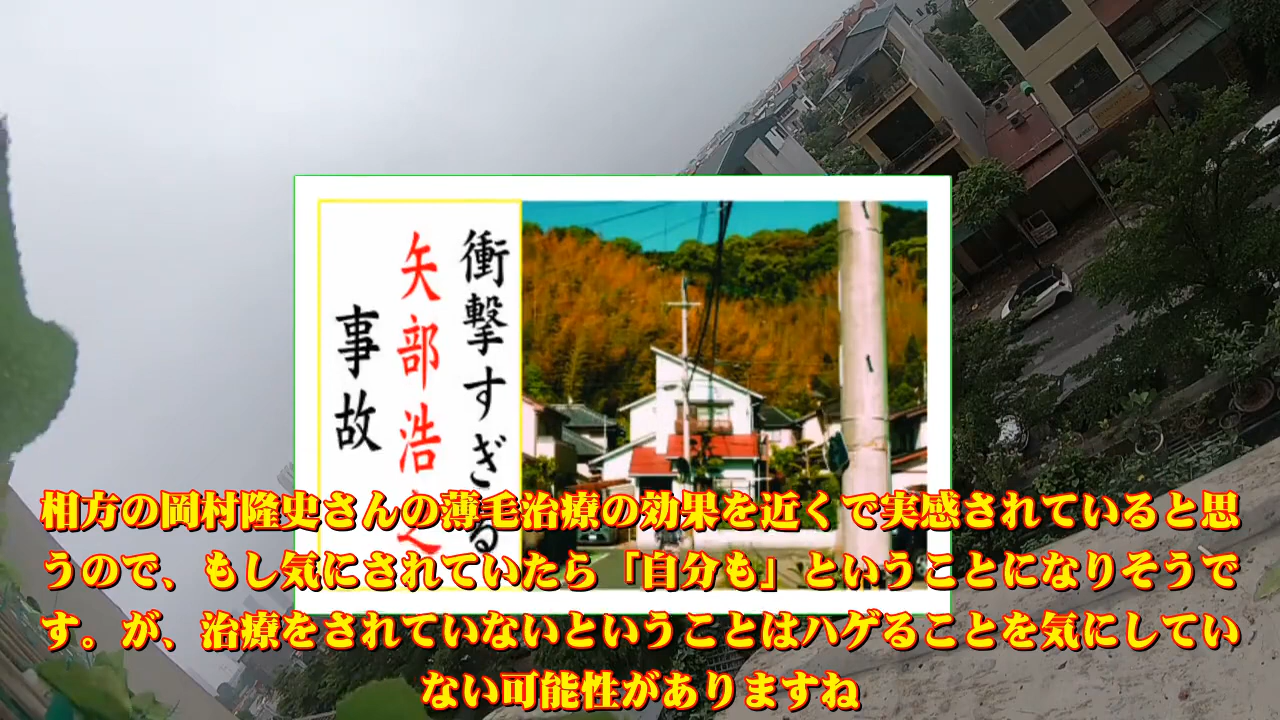 衝撃すぎる
矢部浩之
事故
相方の岡村隆史さんの薄毛治療の効果を近くで実感されていると思
うので、もし気にされていたら「自分も」ということになりそうで
す。が、治療をされていないということはハゲることを気にしてい
ない可能性がありますね